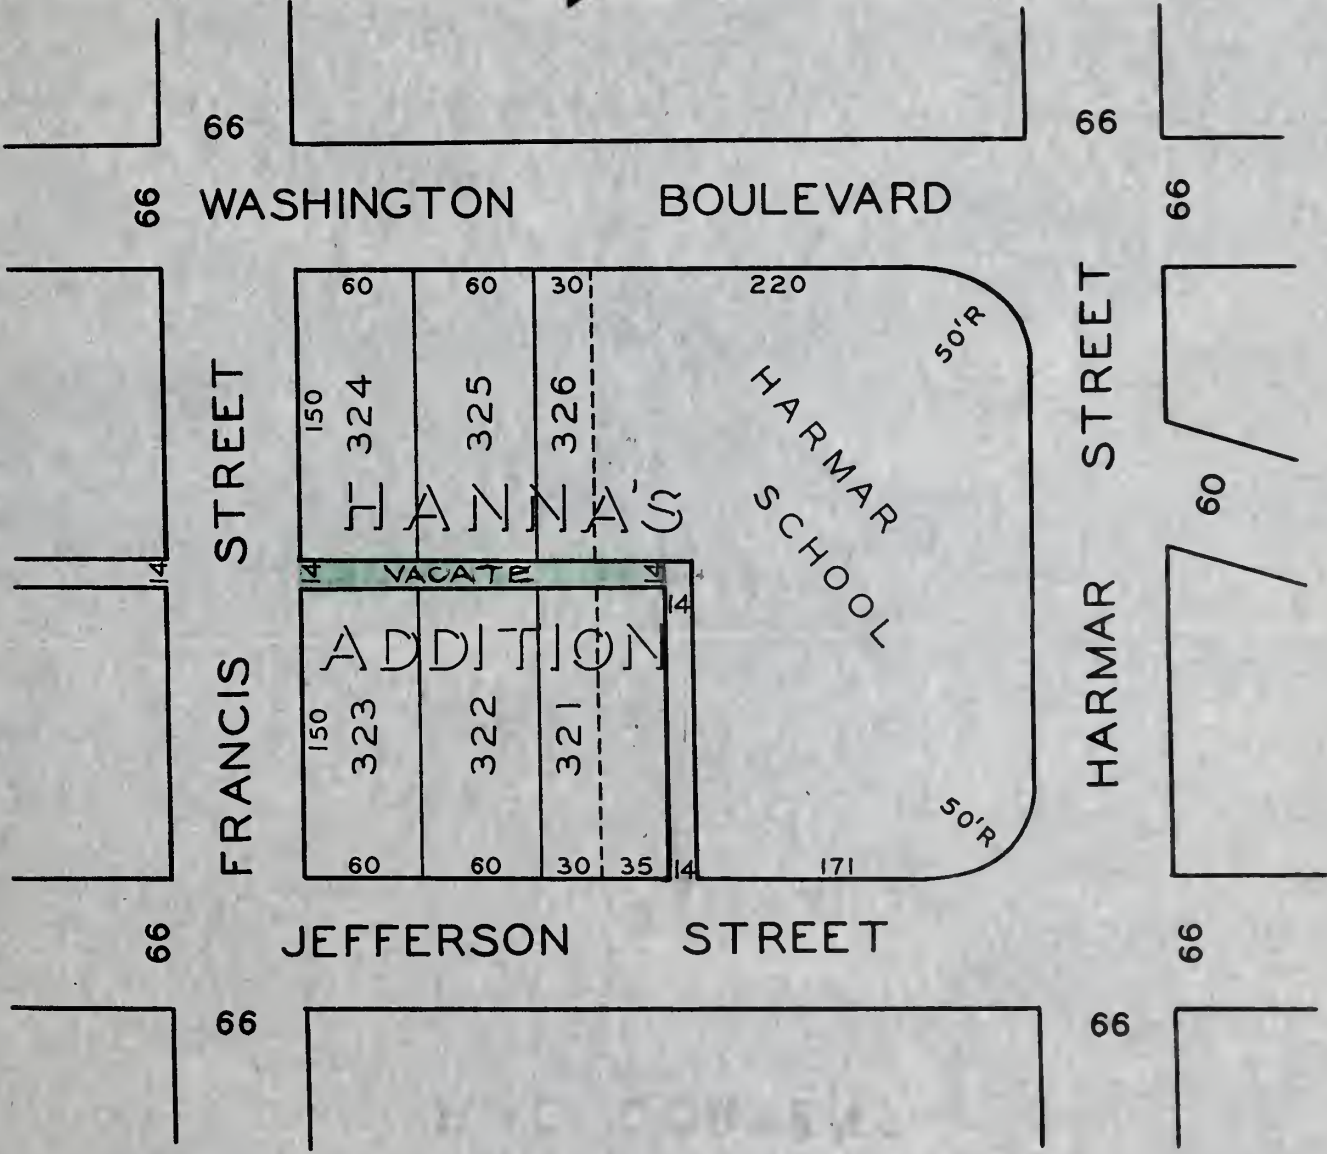 66 66
66 WASHINGTON BOULEVARD 66
60 60 30 220
50'R
150 324 325 326
HARMAR SCHOOL
HANNA'S
FRANCIS STREET
HARMAR STREET
60
14 14 VACATE 14
14
ADDITION
150 323 322 321
50'R
60 60 30 35 14 171
66 JEFFERSON STREET 66
66 66